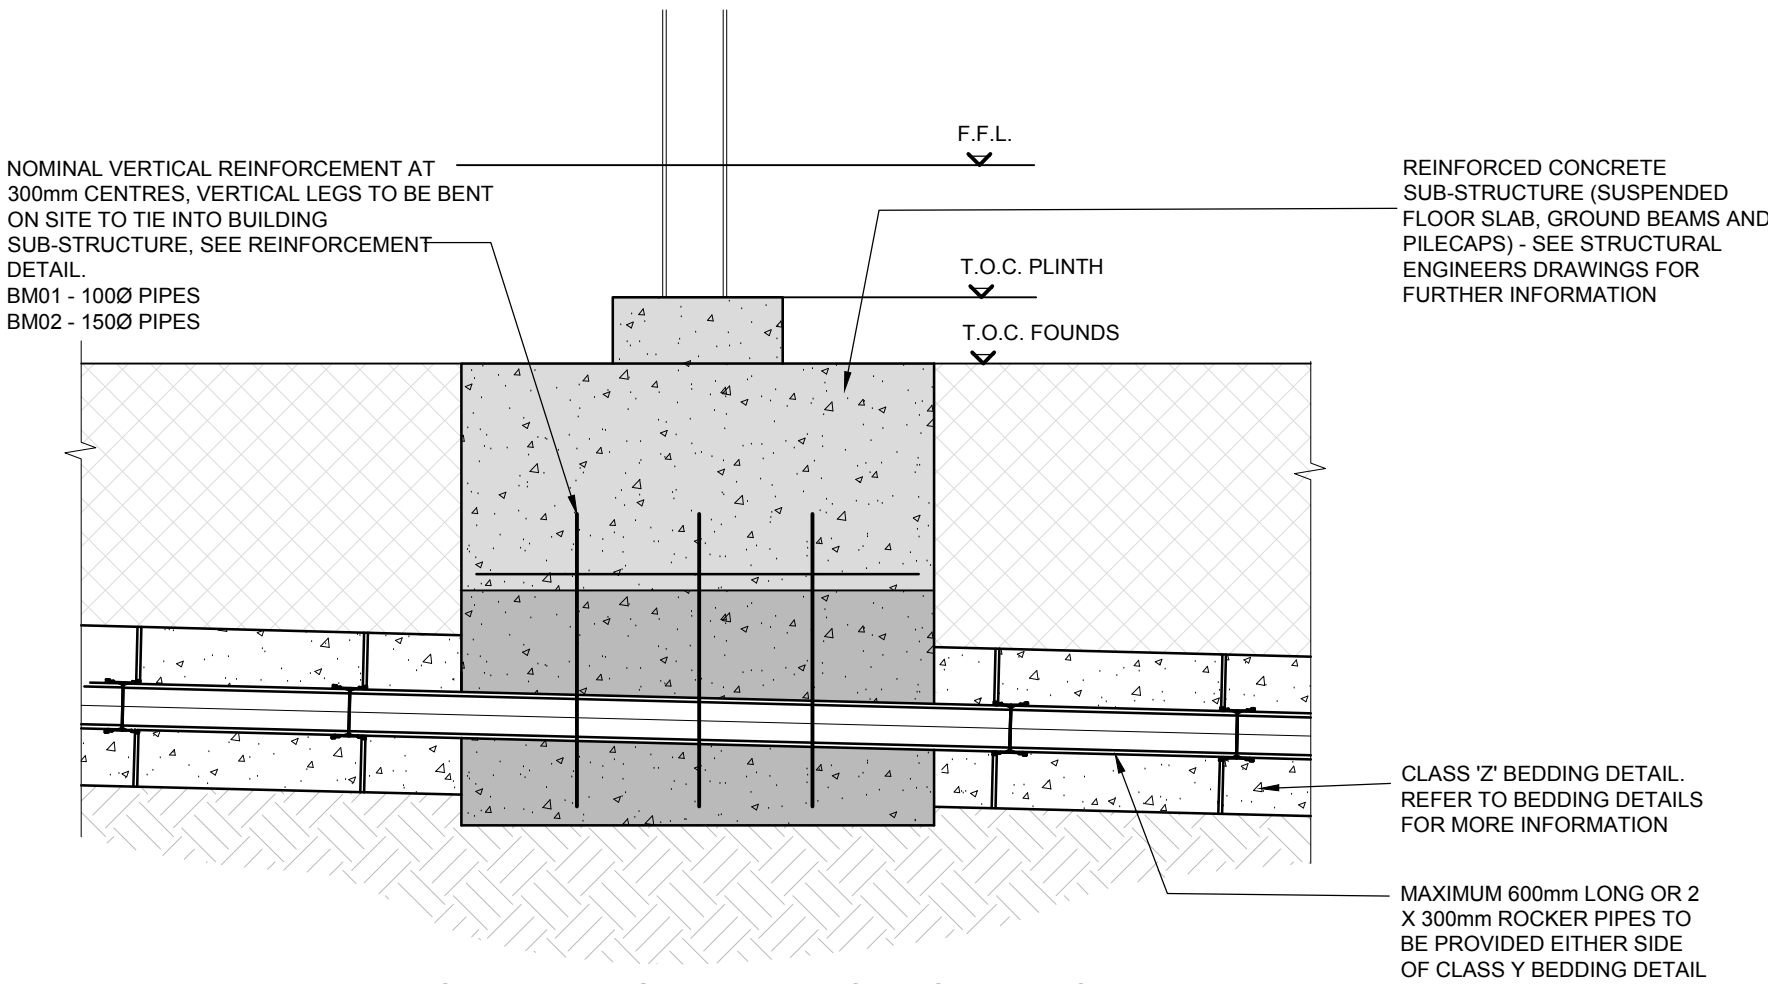 NOMINAL VERTICAL REINFORCEMENT AT
300mm CENTRES, VERTICAL LEGS TO BE BENT
ON SITE TO TIE INTO BUILDING
SUB-STRUCTURE, SEE REINFORCEMENT
DETAIL.
BM01 - 100Ø PIPES
BM02 - 150Ø PIPES
F.F.L.
T.O.C. PLINTH
T.O.C. FOUNDS
REINFORCED CONCRETE
SUB-STRUCTURE (SUSPENDED
FLOOR SLAB, GROUND BEAMS AND
PILECAPS) - SEE STRUCTURAL
ENGINEERS DRAWINGS FOR
FURTHER INFORMATION
CLASS 'Z' BEDDING DETAIL.
REFER TO BEDDING DETAILS
FOR MORE INFORMATION
MAXIMUM 600mm LONG OR 2
X 300mm ROCKER PIPES TO
BE PROVIDED EITHER SIDE
OF CLASS Y BEDDING DETAIL